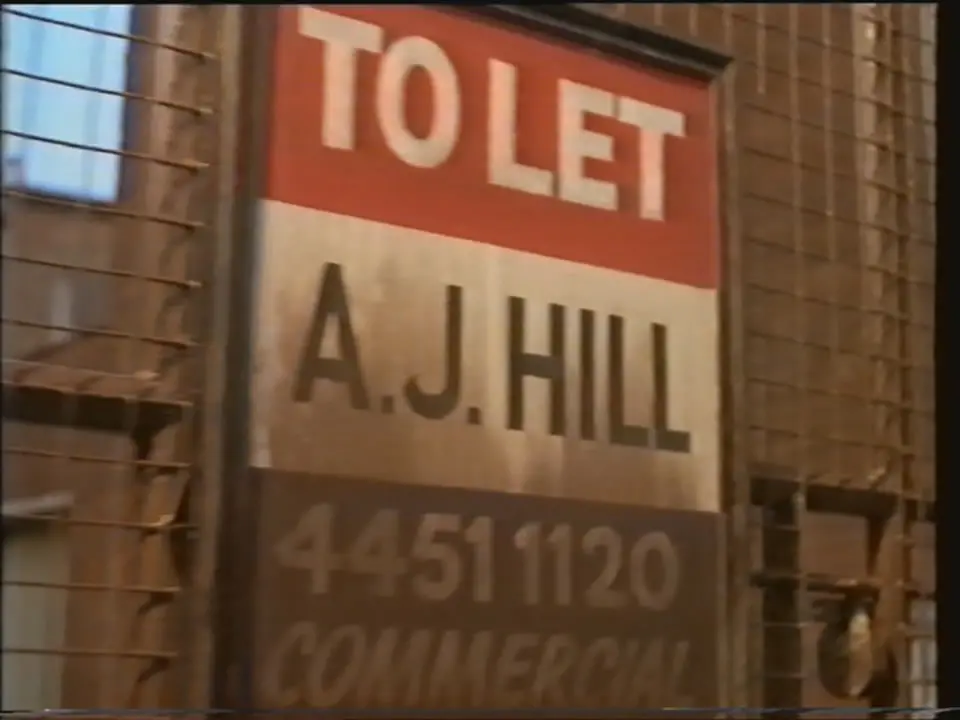 TO LET
A.J. HILL
4451 1120
COMMERCIAL